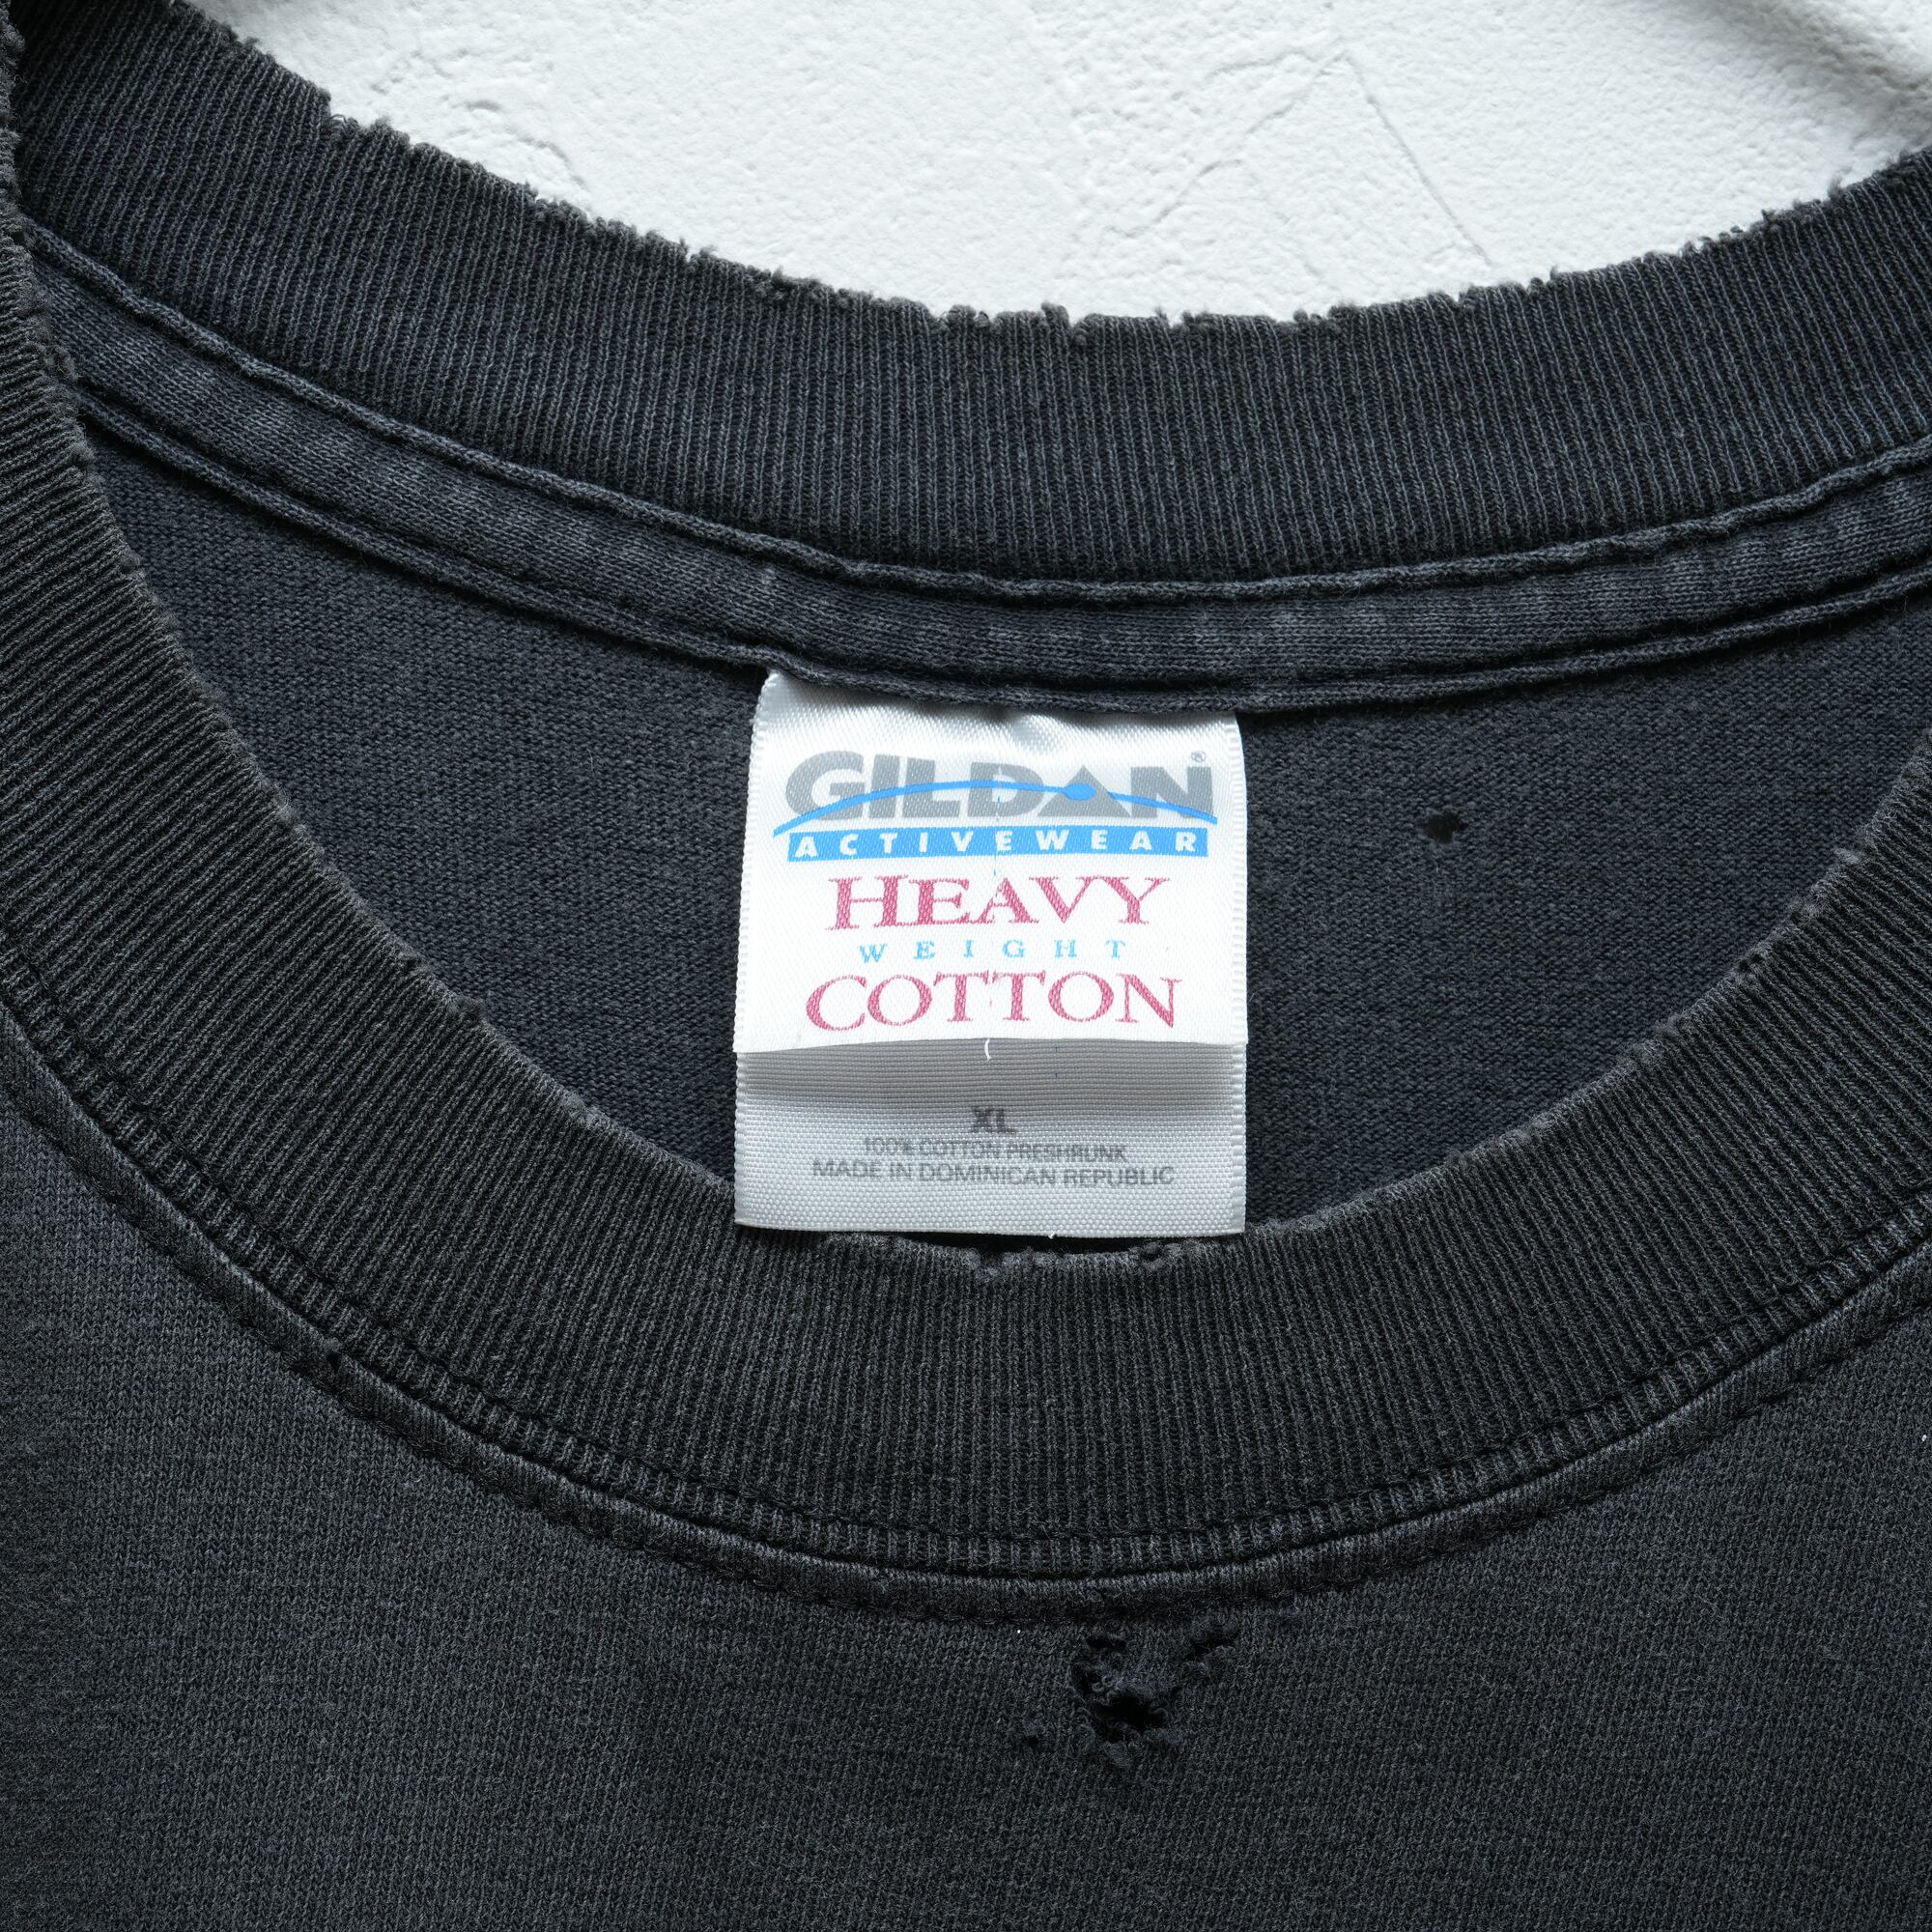 GILDAN®
ACTIVEWEAR
HEAVY
WEIGHT
COTTON
XL
100% COTTON PRESHRUNK
MADE IN DOMINICAN REPUBLIC